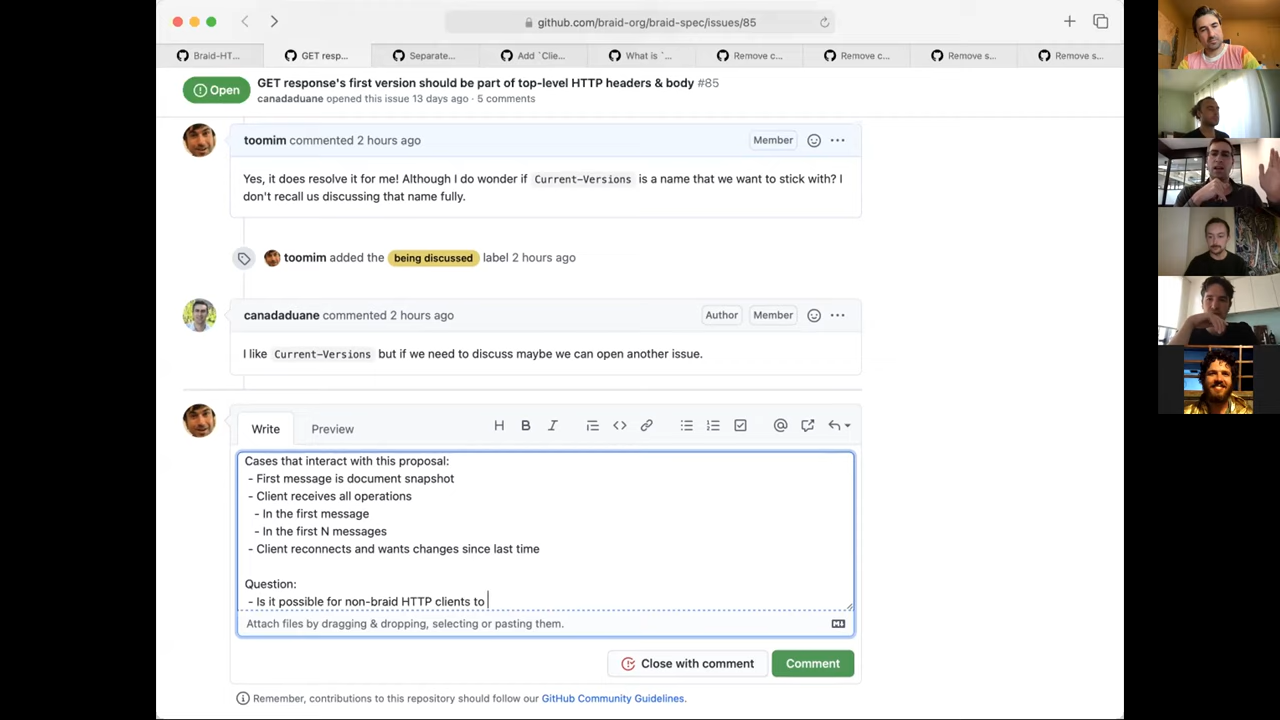 github.com/braid-org/braid-spec/issues/85
Braid-HT... GET resp... Separate... Add `Clie... What is `... Remove c... Remove c... Remove s... Remove s...
Open
GET response's first version should be part of top-level HTTP headers & body #85
canadaduane opened this issue 13 days ago · 5 comments
toomim commented 2 hours ago Member
Yes, it does resolve it for me! Although I do wonder if Current-Versions is a name that we want to stick with? I
don't recall us discussing that name fully.
toomim added the being discussed label 2 hours ago
canadaduane commented 2 hours ago Author Member
I like Current-Versions but if we need to discuss maybe we can open another issue.
Write Preview
Cases that interact with this proposal:
- First message is document snapshot
- Client receives all operations
- In the first message
- In the first N messages
- Client reconnects and wants changes since last time
Question:
- Is it possible for non-braid HTTP clients to
Attach files by dragging & dropping, selecting or pasting them.
Close with comment Comment
Remember, contributions to this repository should follow our GitHub Community Guidelines.